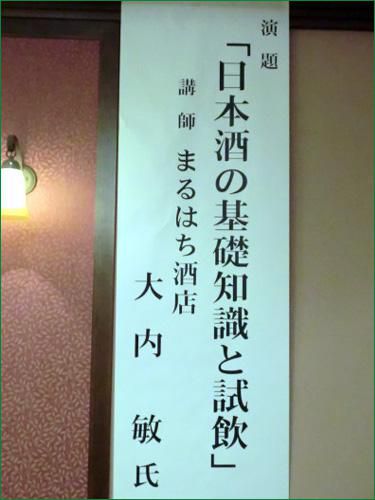 演題
「日本酒の基礎知識と試飲」
講師 まるはち酒店
大内 敏氏